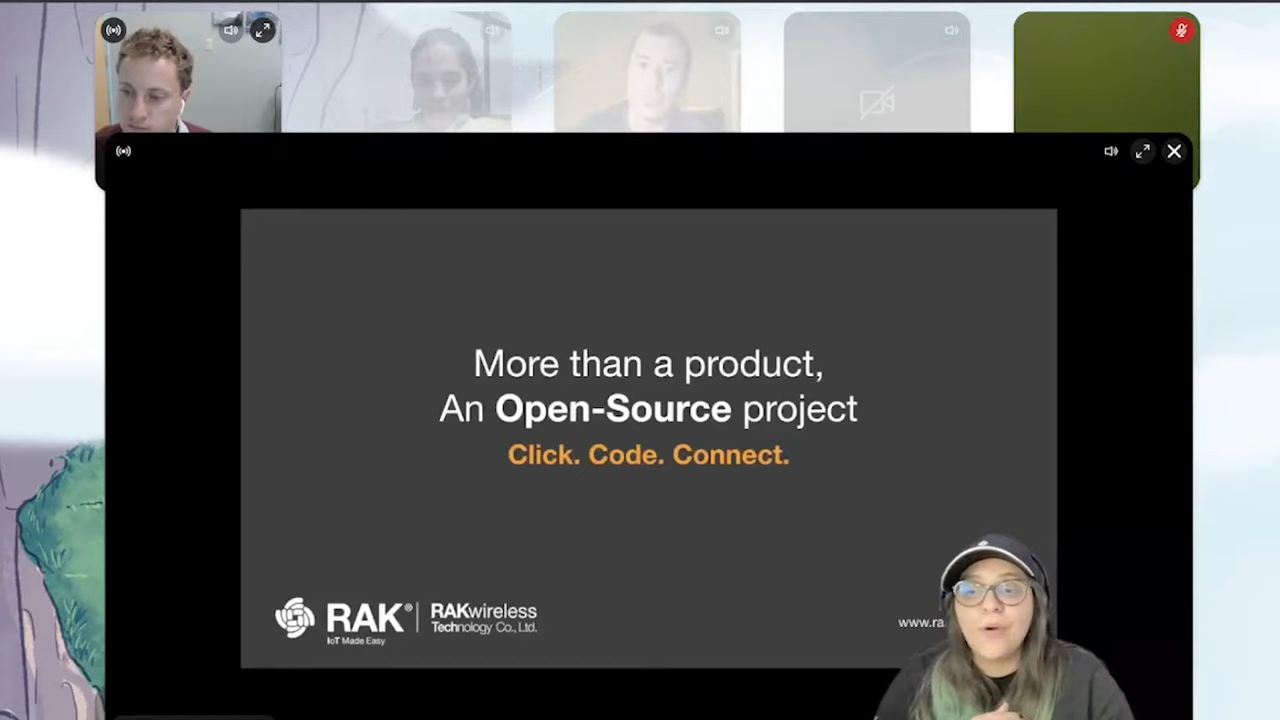 More than a product,
An Open-Source project
Click. Code. Connect.
RAK®
IoT Made Easy
RAKwireless
Technology Co., Ltd.
www.ra